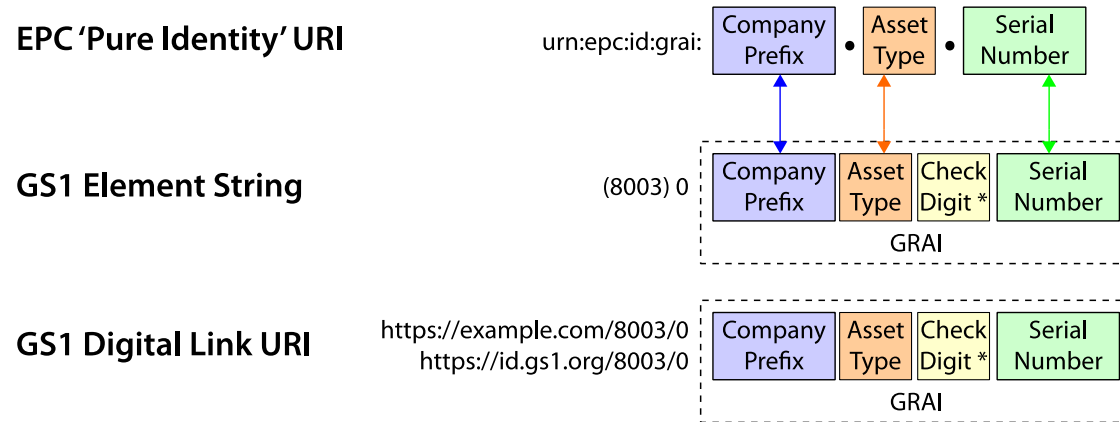 EPC ‘Pure Identity’ URI
urn:epc:id:grai:
Company
Prefix
•
Asset
Type
•
Serial
Number
GS1 Element String
(8003) 0
Company
Prefix
Asset
Type
Check
Digit *
Serial
Number
GRAI
GS1 Digital Link URI
https://example.com/8003/0
https://id.gs1.org/8003/0
Company
Prefix
Asset
Type
Check
Digit *
Serial
Number
GRAI